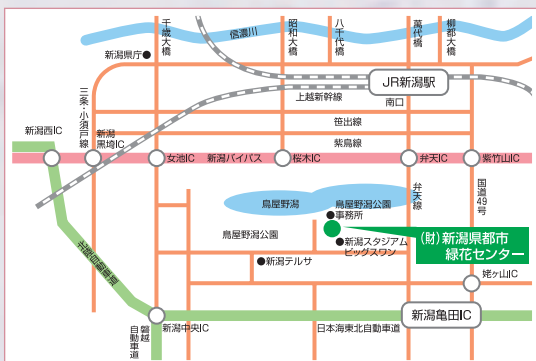 千歳大橋
信濃川
昭和大橋
八千代橋
萬代橋
柳都大橋
新潟県庁
JR新潟駅
南口
上越新幹線
三条・小須戸線
笹出線
紫鳥線
新潟西IC
新潟
黒埼IC
女池IC
新潟バイパス
桜木IC
弁天IC
紫竹山IC
鳥屋野潟
鳥屋野潟公園
事務所
弁天線
国道49号
鳥屋野潟公園
新潟スタジアム
ビッグスワン
(財)新潟県都市
緑花センター
新潟テルサ
姥ヶ山IC
北陸自動車道
新潟亀田IC
磐越
自動車道
新潟中央IC
日本海東北自動車道